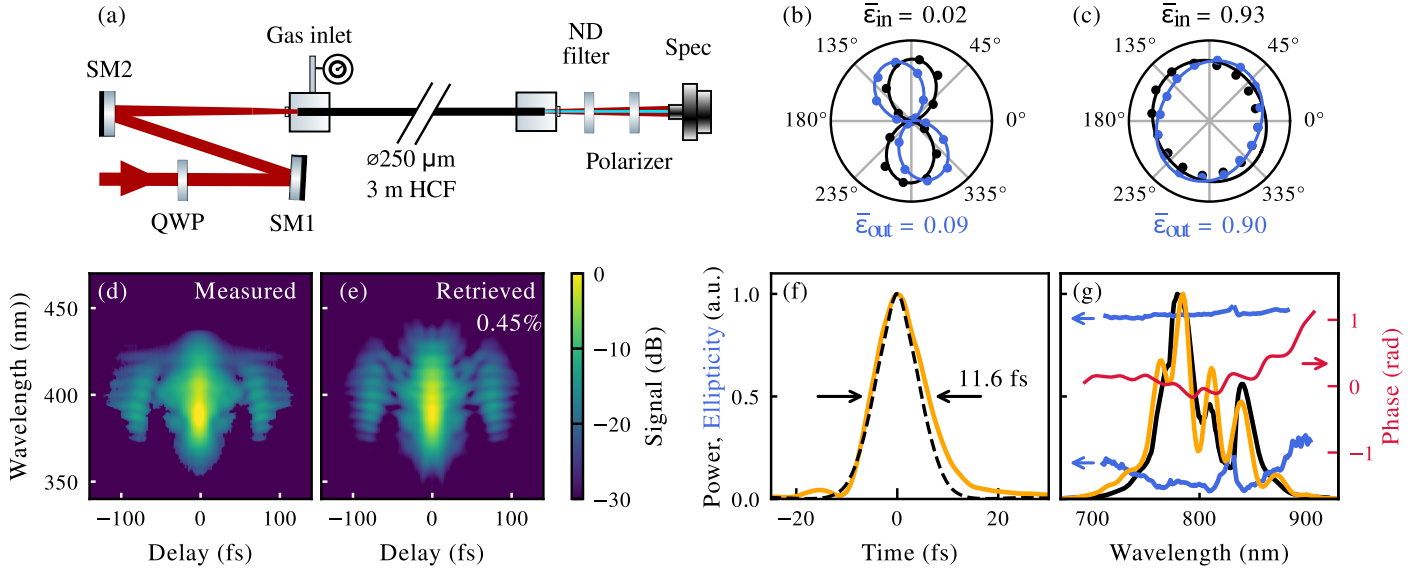 (a)
Gas inlet
SM2
ND
filter
Spec
⌀250 μm
3 m HCF
Polarizer
QWP
SM1
(b)
ε̅in = 0.02
135°
45°
180°
0°
235°
335°
ε̅out = 0.09
(c)
ε̅in = 0.93
135°
45°
180°
0°
235°
335°
ε̅out = 0.90
(d)
Measured
Wavelength (nm))
450
400
350
−100
0
100
Delay (fs)
(e)
Retrieved
0.45%
−100
0
100
Delay (fs)
0
−10
−20
−30
Signal (dB)
(f)
Power, Ellipticity (a.u.)
1.0
0.5
0.0
11.6 fs
−20
0
20
Time (fs)
(g)
1
0
−1
Phase (rad)
700
800
900
Wavelength (nm)